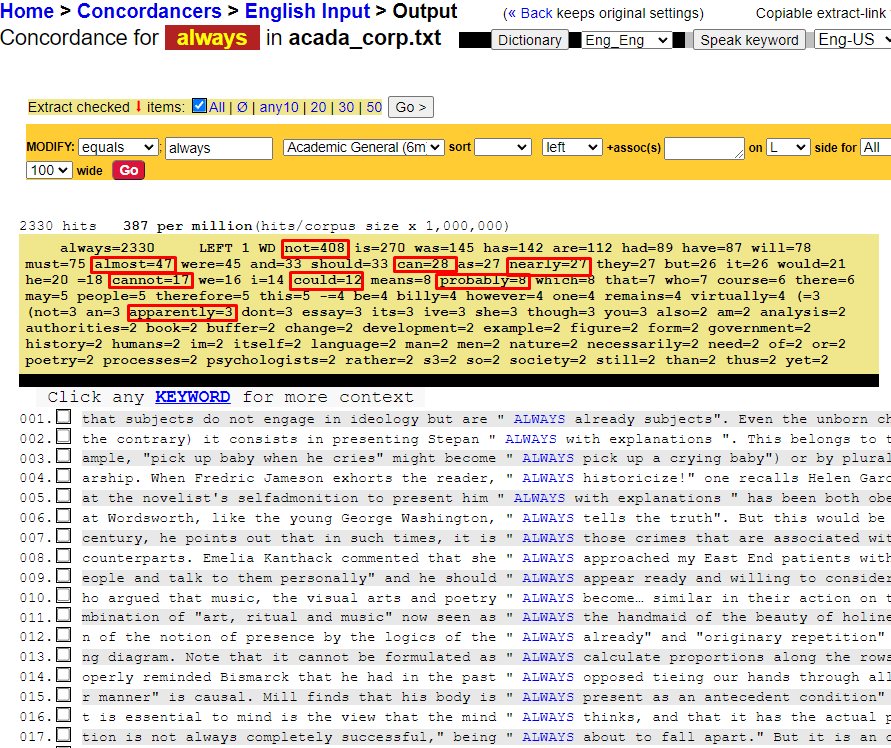 Home > Concordancers > English Input > Output (« Back keeps original settings) Copiable extract-link
Concordance for always in acada_corp.txt Dictionary Eng_Eng Speak keyword Eng-US
Extract checked ↓ items: All | Ø | any10 | 20 | 30 | 50 Go >
MODIFY: equals : always Academic General (6m sort left +assoc(s) on L side for All
100 wide Go
2330 hits 387 per million(hits/corpus size x 1,000,000)
always=2330 LEFT 1 WD not=408 is=270 was=145 has=142 are=112 had=89 have=87 will=78
must=75 almost=47 were=45 and=33 should=33 can=28 as=27 nearly=27 they=27 but=26 it=26 would=21
he=20 =18 cannot=17 we=16 i=14 could=12 means=8 probably=8 which=8 that=7 who=7 course=6 there=6
may=5 people=5 therefore=5 this=5 -=4 be=4 billy=4 however=4 one=4 remains=4 virtually=4 (=3
(not=3 an=3 apparently=3 dont=3 essay=3 its=3 ive=3 she=3 though=3 you=3 also=2 am=2 analysis=2
authorities=2 book=2 buffer=2 change=2 development=2 example=2 figure=2 form=2 government=2
history=2 humans=2 im=2 itself=2 language=2 man=2 men=2 nature=2 necessarily=2 need=2 of=2 or=2
poetry=2 processes=2 psychologists=2 rather=2 s3=2 so=2 society=2 still=2 than=2 thus=2 yet=2
Click any KEYWORD for more context
001. that subjects do not engage in ideology but are " ALWAYS already subjects". Even the unborn ch
002. the contrary) it consists in presenting Stepan " ALWAYS with explanations ". This belongs to t
003. ample, "pick up baby when he cries" might become " ALWAYS pick up a crying baby") or by plural
004. arship. When Fredric Jameson exhorts the reader, " ALWAYS historicize!" one recalls Helen Gard
005. at the novelist's selfadmonition to present him " ALWAYS with explanations " has been both obe
006. at Wordsworth, like the young George Washington, " ALWAYS tells the truth". But this would be
007. century, he points out that in such times, it is " ALWAYS those crimes that are associated wit
008. counterparts. Emelia Kanthack commented that she " ALWAYS approached my East End patients with
009. eople and talk to them personally" and he should " ALWAYS appear ready and willing to consider
010. ho argued that music, the visual arts and poetry " ALWAYS become… similar in their action on t
011. mbination of "art, ritual and music" now seen as " ALWAYS the handmaid of the beauty of holine
012. n of the notion of presence by the logics of the " ALWAYS already" and "originary repetition"
013. ng diagram. Note that it cannot be formulated as " ALWAYS calculate proportions along the rows
014. operly reminded Bismarck that he had in the past " ALWAYS opposed tieing our hands through all
015. r manner" is causal. Mill finds that his body is " ALWAYS present as an antecedent condition"
016. t is essential to mind is the view that the mind " ALWAYS thinks, and that it has the actual p
017. tion is not always completely successful," being " ALWAYS about to fall apart." But it is an o